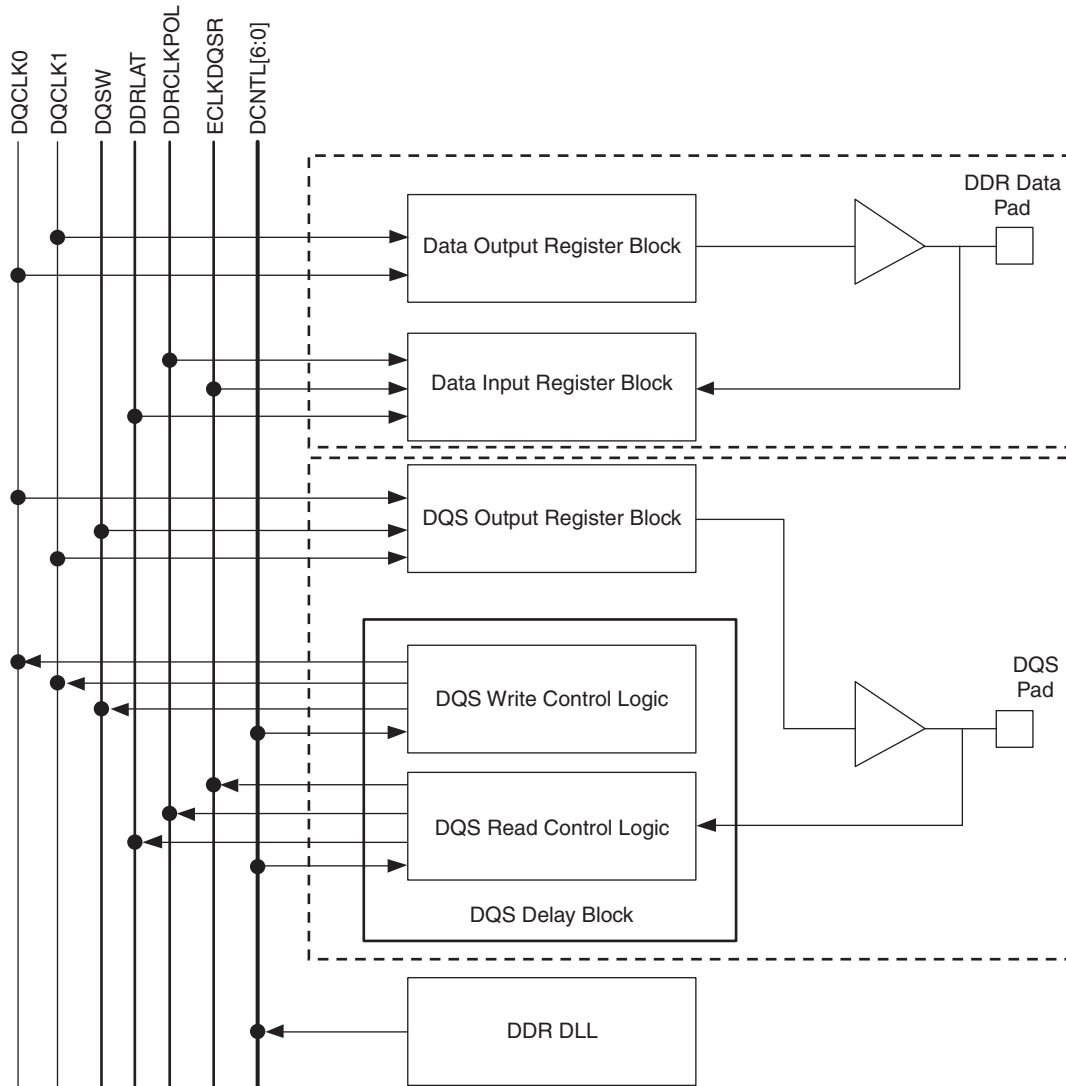 DQCLK0
DQCLK1
DQSW
DDRLAT
DDRCLKPOL
ECLKDQSR
DCNTL[6:0]
DDR Data
Pad
Data Output Register Block
Data Input Register Block
DQS Output Register Block
DQS Write Control Logic
DQS
Pad
DQS Read Control Logic
DQS Delay Block
DDR DLL